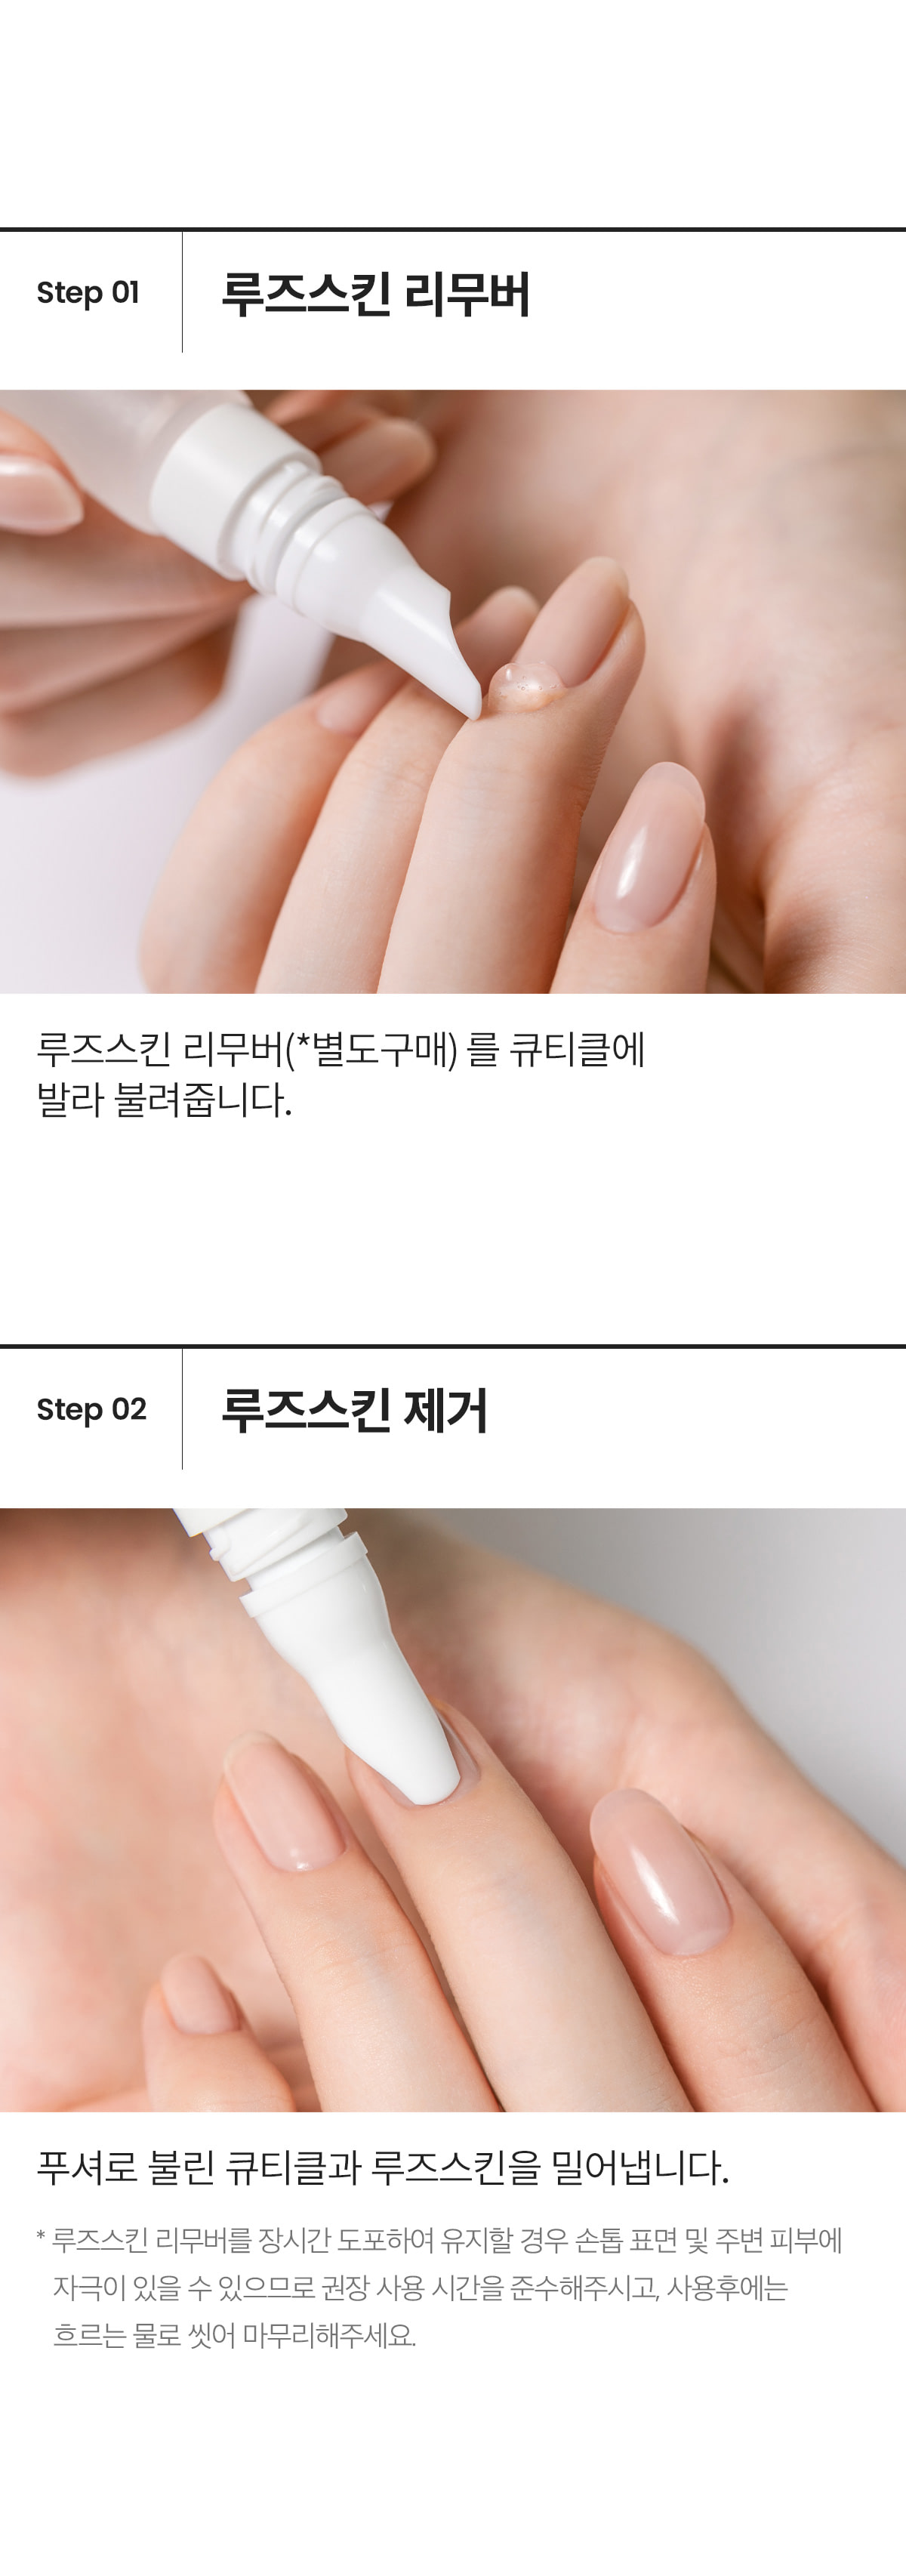 Step 01
루즈스킨 리무버
루즈스킨 리무버(*별도구매) 를 큐티클에
발라 불려줍니다.
Step 02
루즈스킨 제거
푸셔로 불린 큐티클과 루즈스킨을 밀어냅니다.
* 루즈스킨 리무버를 장시간 도포하여 유지할 경우 손톱 표면 및 주변 피부에
자극이 있을 수 있으므로 권장 사용 시간을 준수해주시고, 사용후에는
흐르는 물로 씻어 마무리해주세요.